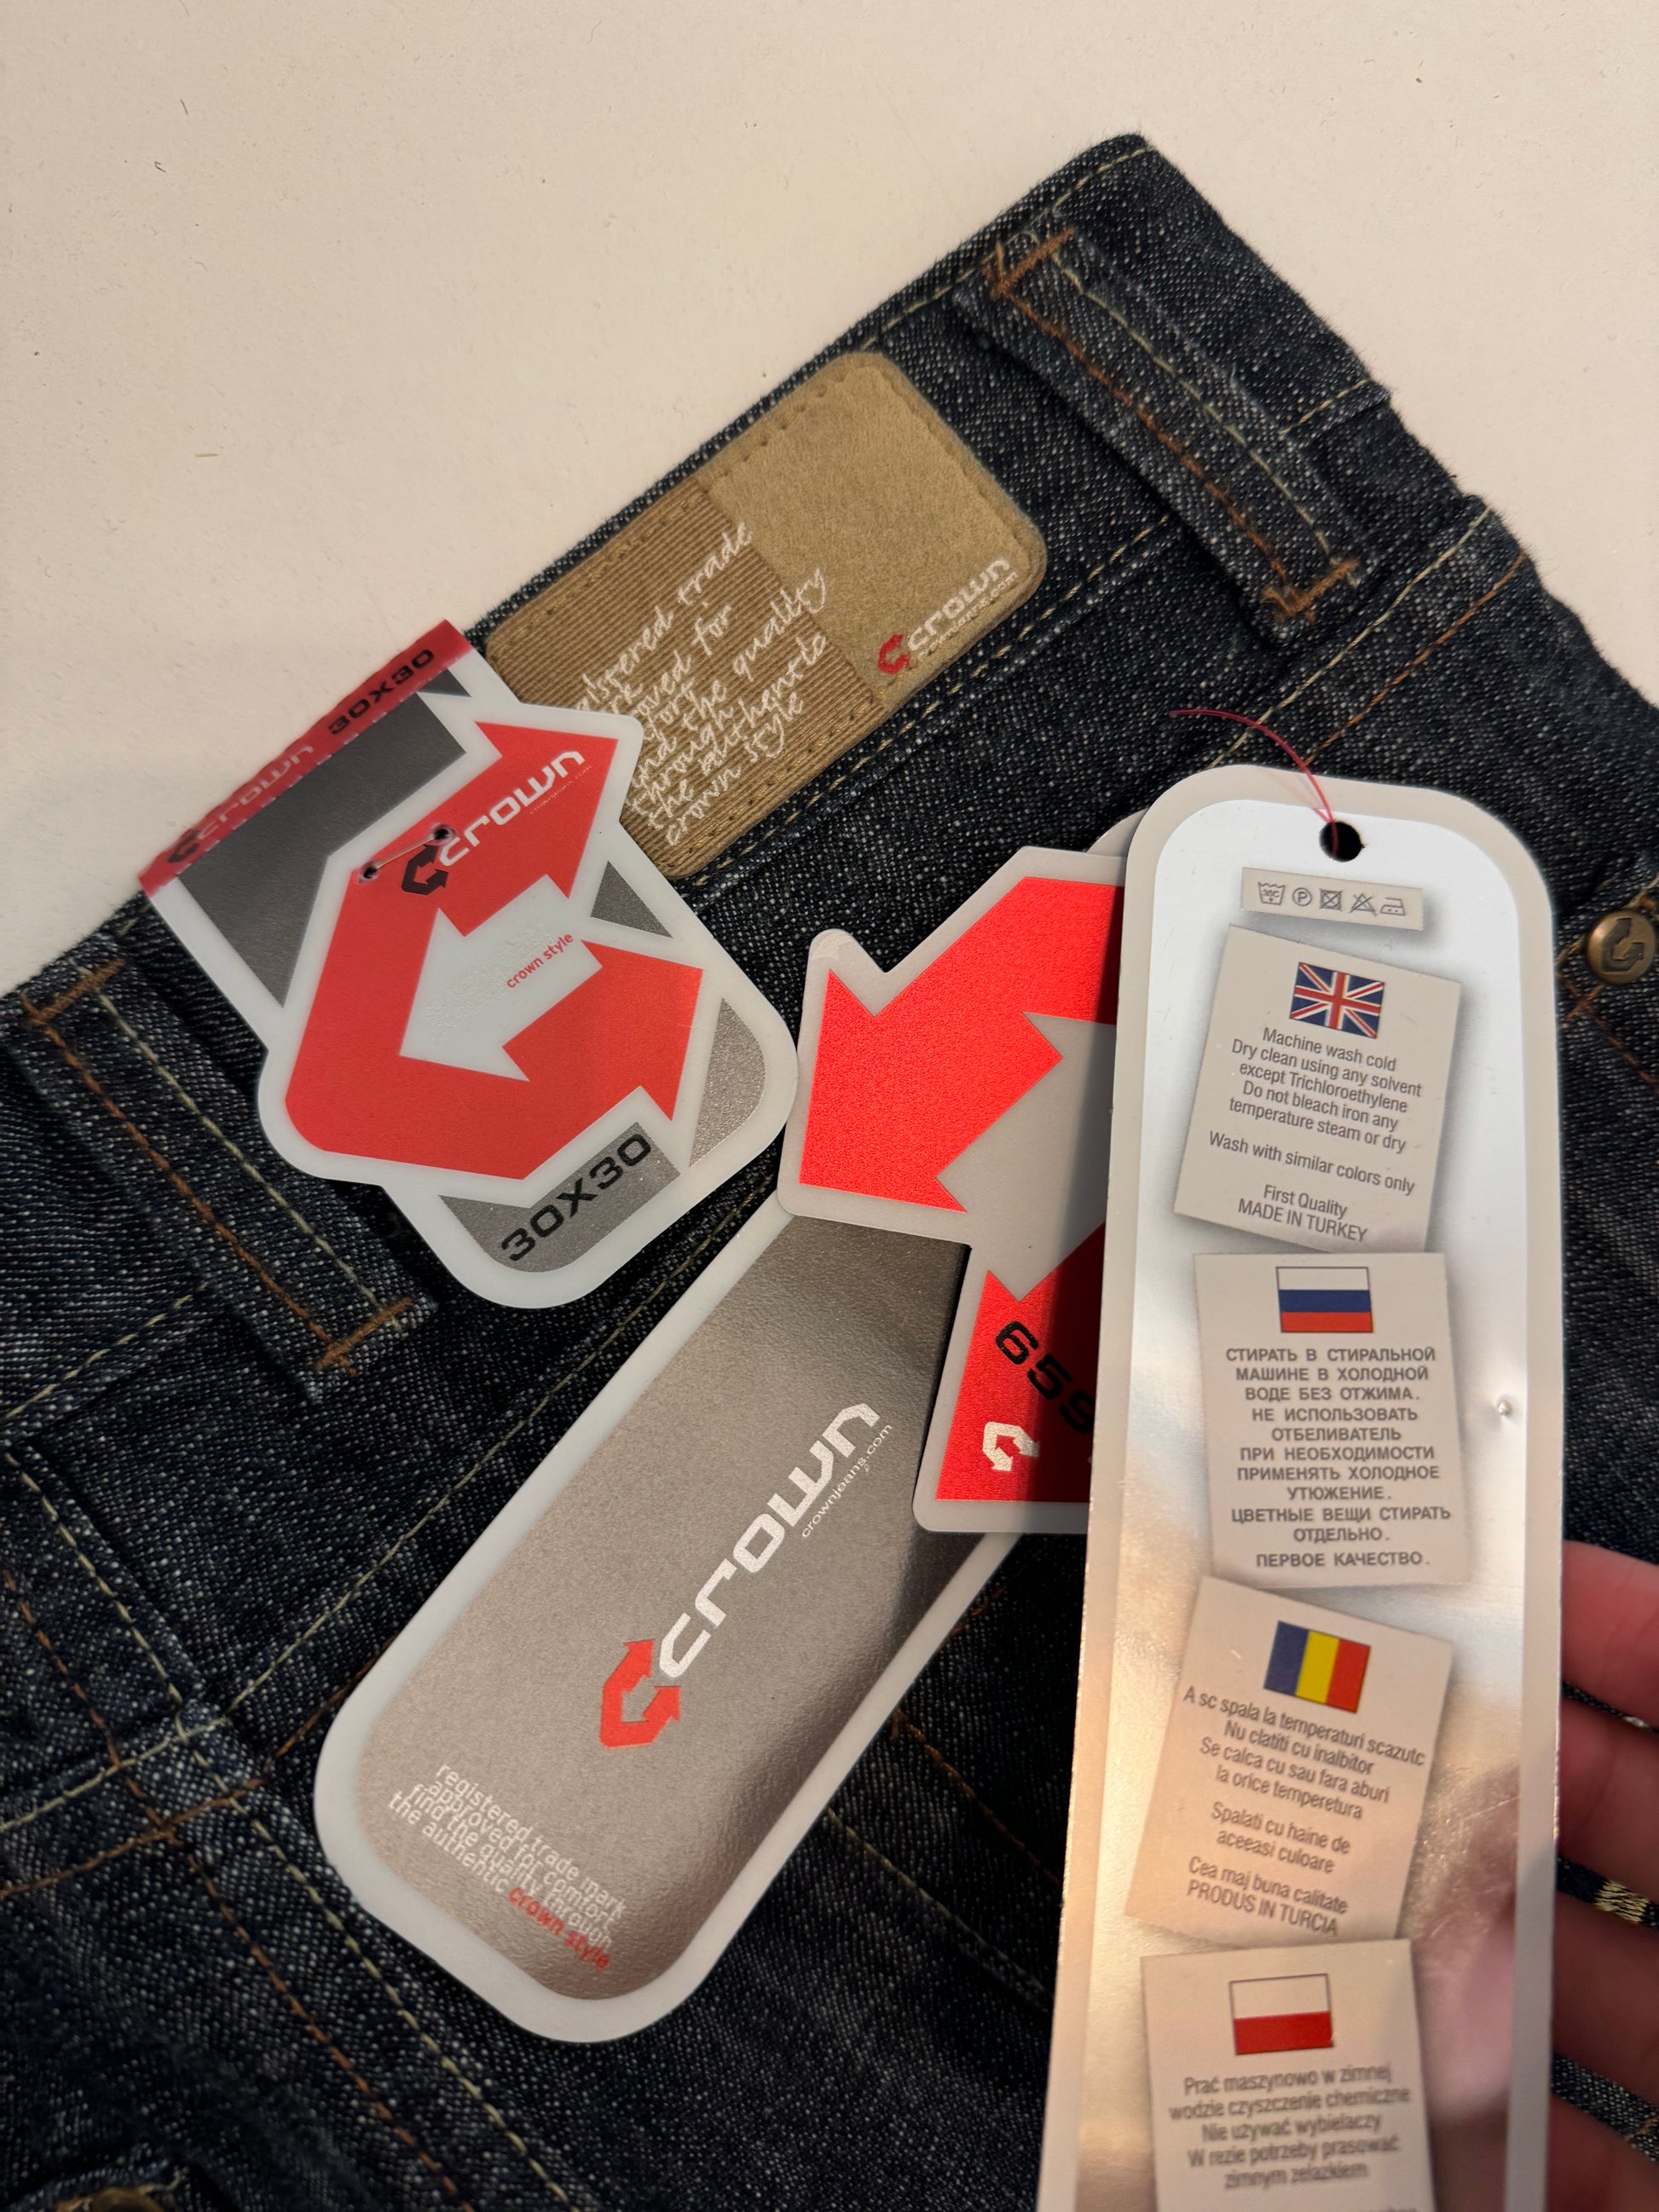 registered trade
approved for
and the quality
through
the authentic
crown style
crown
crown 30X30
crown
crown style
30X30
659
crown
crownjeans.com
registered trade mark
approved for comfort
find the quality through
the authentic crown style
30C P
Machine wash cold
Dry clean using any solvent
except Trichloroethylene
Do not bleach iron any
temperature steam or dry
Wash with similar colors only
First Quality
MADE IN TURKEY
СТИРАТЬ В СТИРАЛЬНОЙ
МАШИНЕ В ХОЛОДНОЙ
ВОДЕ БЕЗ ОТЖИМА.
НЕ ИСПОЛЬЗОВАТЬ
ОТБЕЛИВАТЕЛЬ
ПРИ НЕОБХОДИМОСТИ
ПРИМЕНЯТЬ ХОЛОДНОЕ
УТЮЖЕНИЕ.
ЦВЕТНЫЕ ВЕЩИ СТИРАТЬ
ОТДЕЛЬНО.
ПЕРВОЕ КАЧЕСТВО.
A sc spala la temperaturi scazutc
Nu clatiti cu inalbitor
Se calca cu sau fara aburi
la orice temperetura
Spalati cu haine de
aceeasi culoare
Cea maj buna calitate
PRODUS IN TURCIA
Prać maszynowo w zimnej
wodzie czyszczenie chemiczne
Nie używać wybielaczy
W rezie potrzeby prasować
zimnym żelazkiem